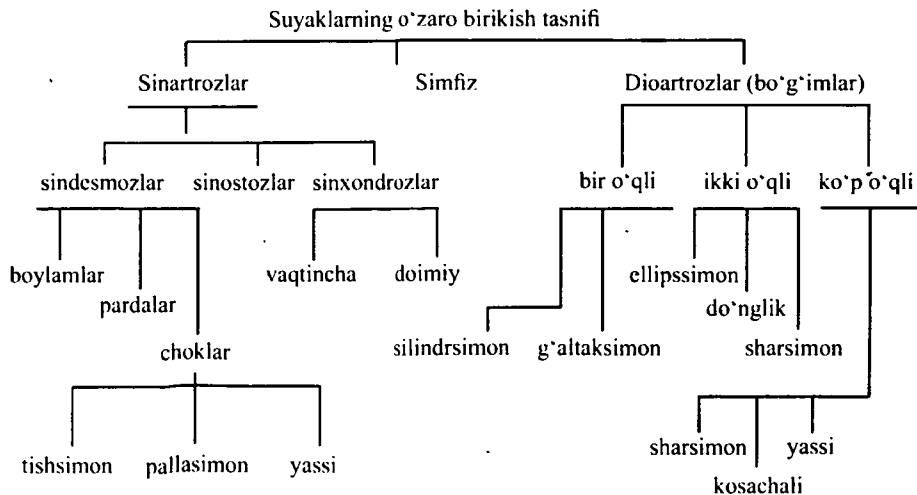 Suyaklarning o‘zaro birikish tasnifi
Sinartrozlar Simfiz Dioartrozlar (bo‘g‘imlar)
sindesmozlar sinostozlar sinxondrozlar bir o‘qli ikki o‘qli ko‘p o‘qli
boylamlar vaqtincha doimiy ellipssimon
pardalar do‘nglik
choklar silindrsimon g‘altaksimon sharsimon
tishsimon pallasimon yassi sharsimon yassi
kosachali